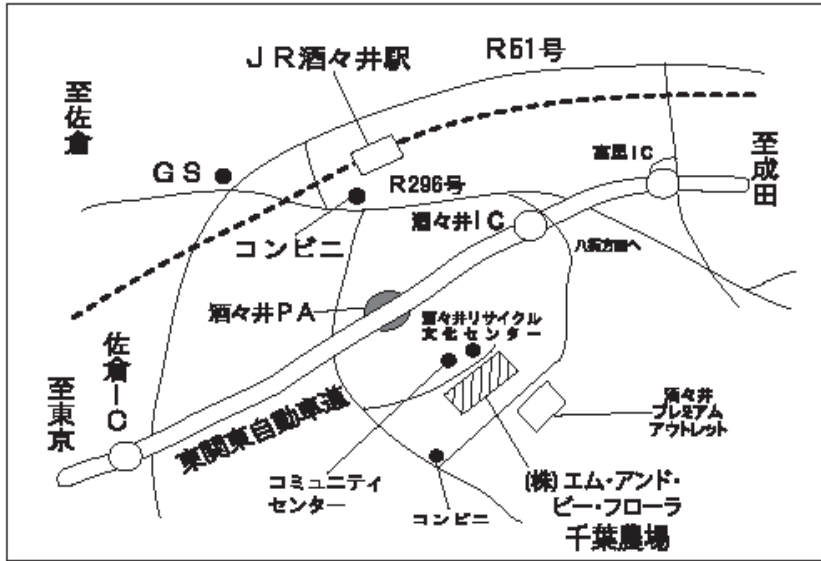 R51号
JR酒々井駅
至佐倉
GS
R296号
富里IC
至成田
コンビニ
酒々井IC
八街方面へ
酒々井PA
酒々井リサイクル
文化センター
佐倉IC
至東京
東関東自動車道
酒々井
プレミアム
アウトレット
コミュニティ
センター
コンビニ
(株)エム・アンド・
ビー・フローラ
千葉農場